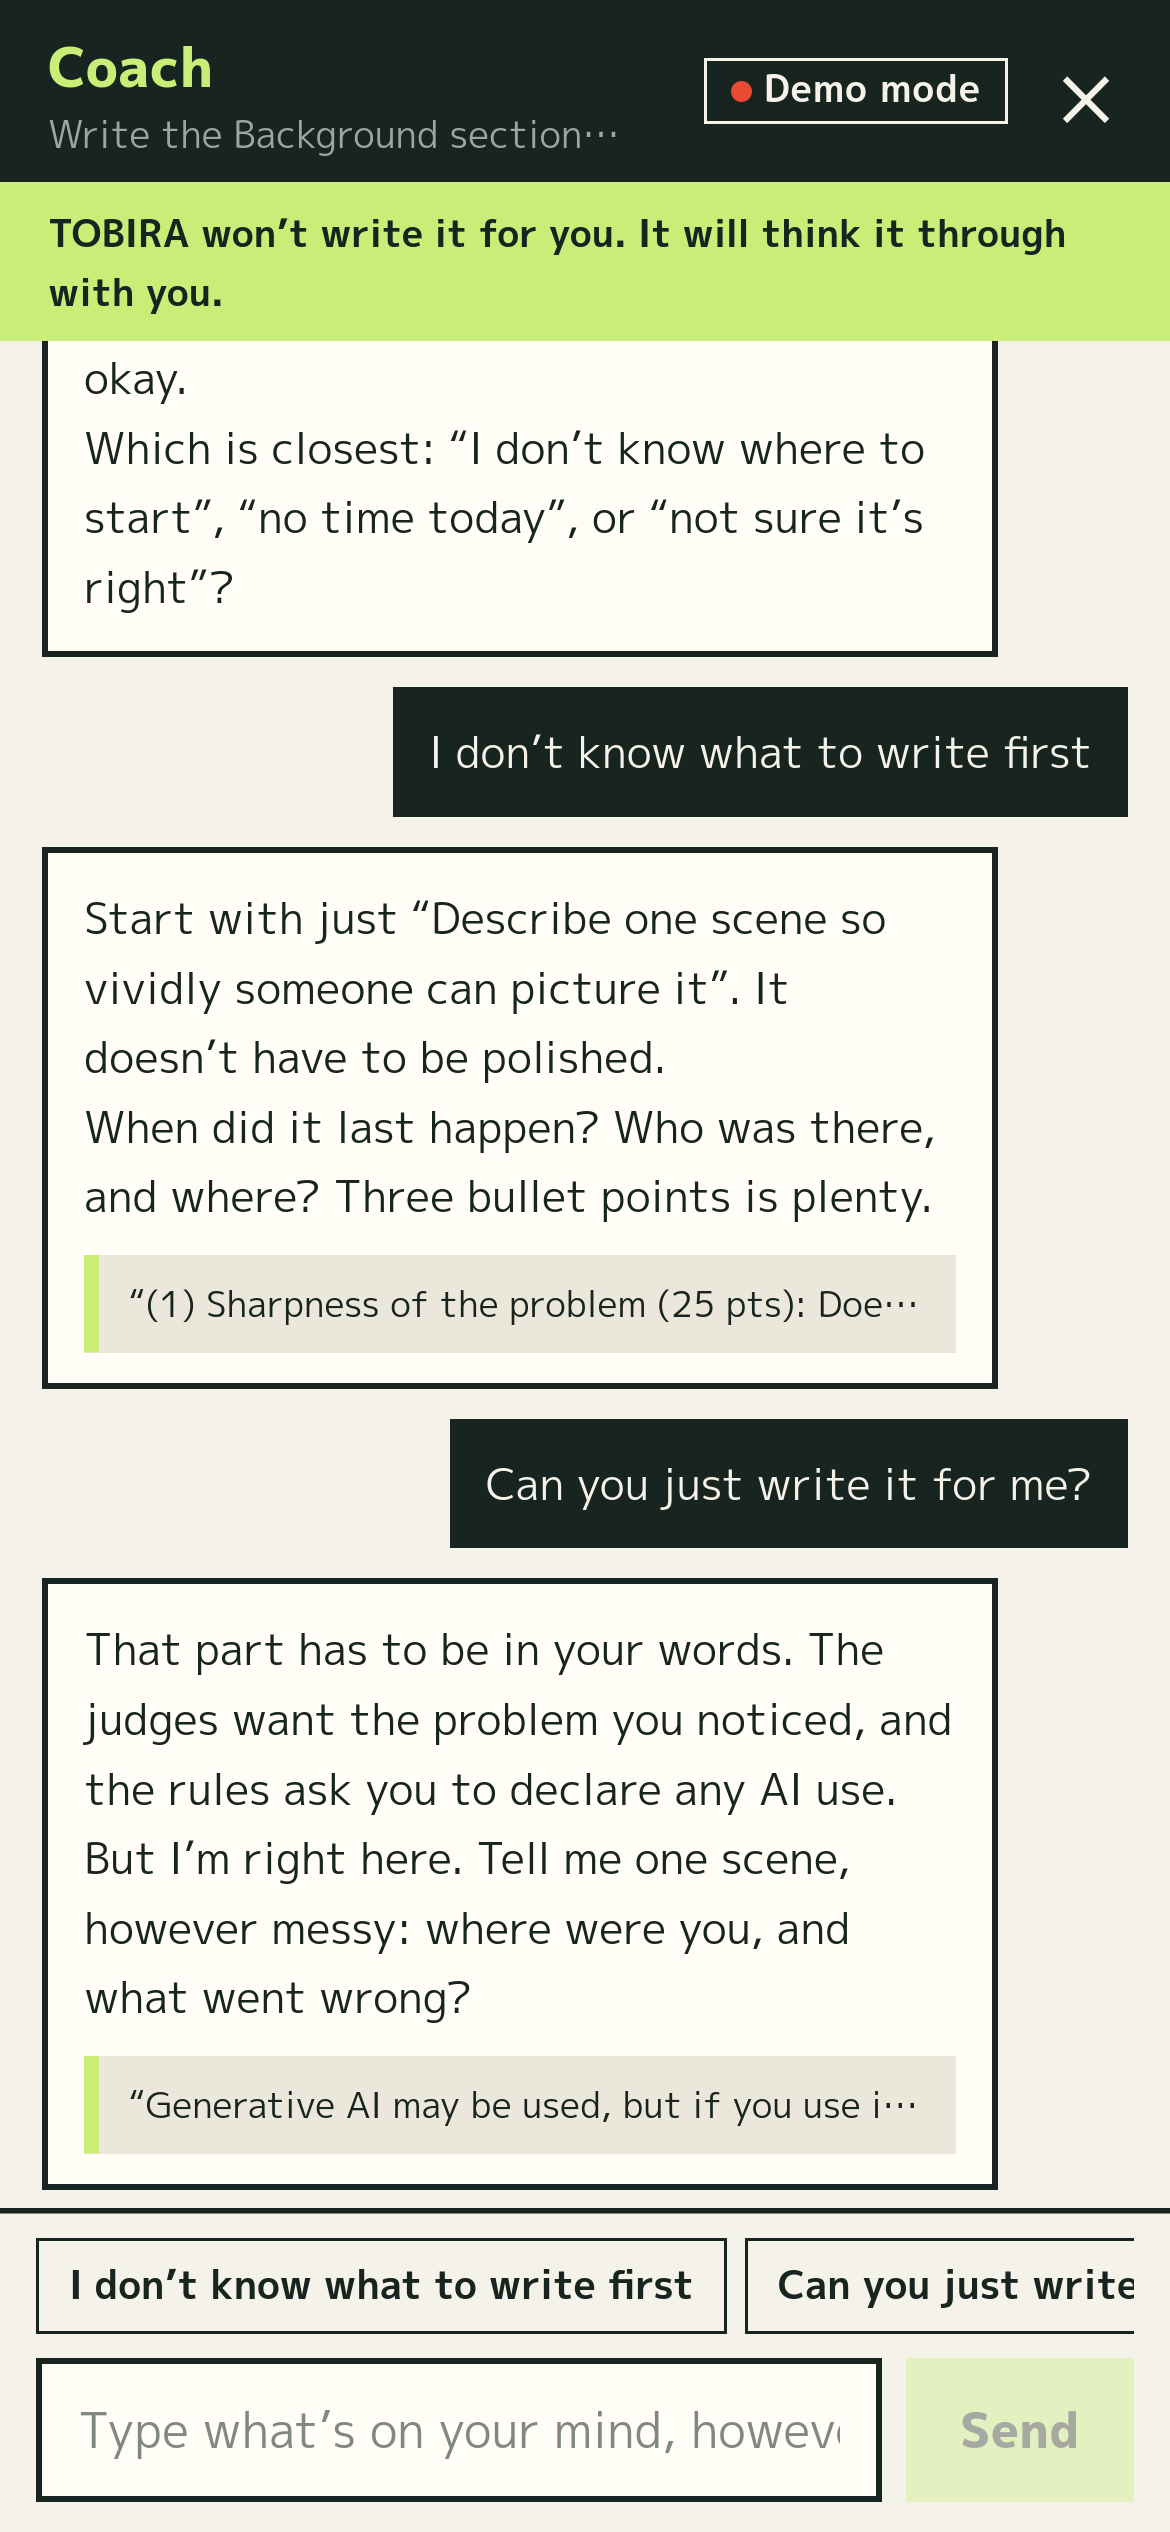 Coach
Demo mode
Write the Background section…
TOBIRA won’t write it for you. It will think it through
with you.
okay.
Which is closest: “I don’t know where to
start”, “no time today”, or “not sure it’s
right”?
I don’t know what to write first
Start with just “Describe one scene so
vividly someone can picture it”. It
doesn’t have to be polished.
When did it last happen? Who was there,
and where? Three bullet points is plenty.
“(1) Sharpness of the problem (25 pts): Doe…
Can you just write it for me?
That part has to be in your words. The
judges want the problem you noticed, and
the rules ask you to declare any AI use.
But I’m right here. Tell me one scene,
however messy: where were you, and
what went wrong?
“Generative AI may be used, but if you use i…
I don’t know what to write first
Can you just write
Type what’s on your mind, howeve
Send